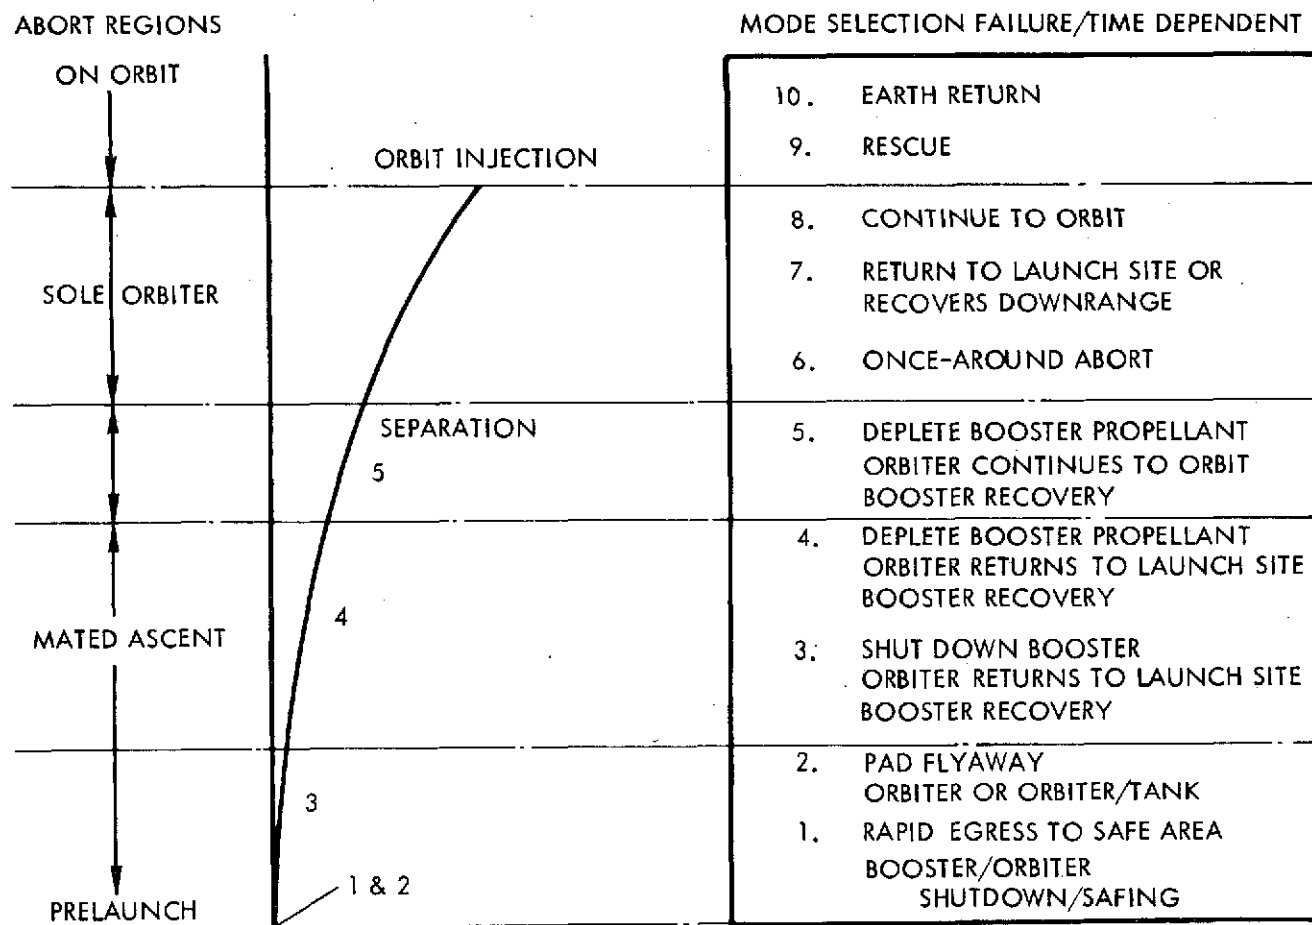 ABORT REGIONS
ON ORBIT
SOLE ORBITER
MATED ASCENT
PRELAUNCH
ORBIT INJECTION
SEPARATION
5
4
3
1 & 2
MODE SELECTION FAILURE/TIME DEPENDENT
10. EARTH RETURN
9. RESCUE
8. CONTINUE TO ORBIT
7. RETURN TO LAUNCH SITE OR
RECOVERS DOWNRANGE
6. ONCE-AROUND ABORT
5. DEPLETE BOOSTER PROPELLANT
ORBITER CONTINUES TO ORBIT
BOOSTER RECOVERY
4. DEPLETE BOOSTER PROPELLANT
ORBITER RETURNS TO LAUNCH SITE
BOOSTER RECOVERY
3. SHUT DOWN BOOSTER
ORBITER RETURNS TO LAUNCH SITE
BOOSTER RECOVERY
2. PAD FLYAWAY
ORBITER OR ORBITER/TANK
1. RAPID EGRESS TO SAFE AREA
BOOSTER/ORBITER
SHUTDOWN/SAFING